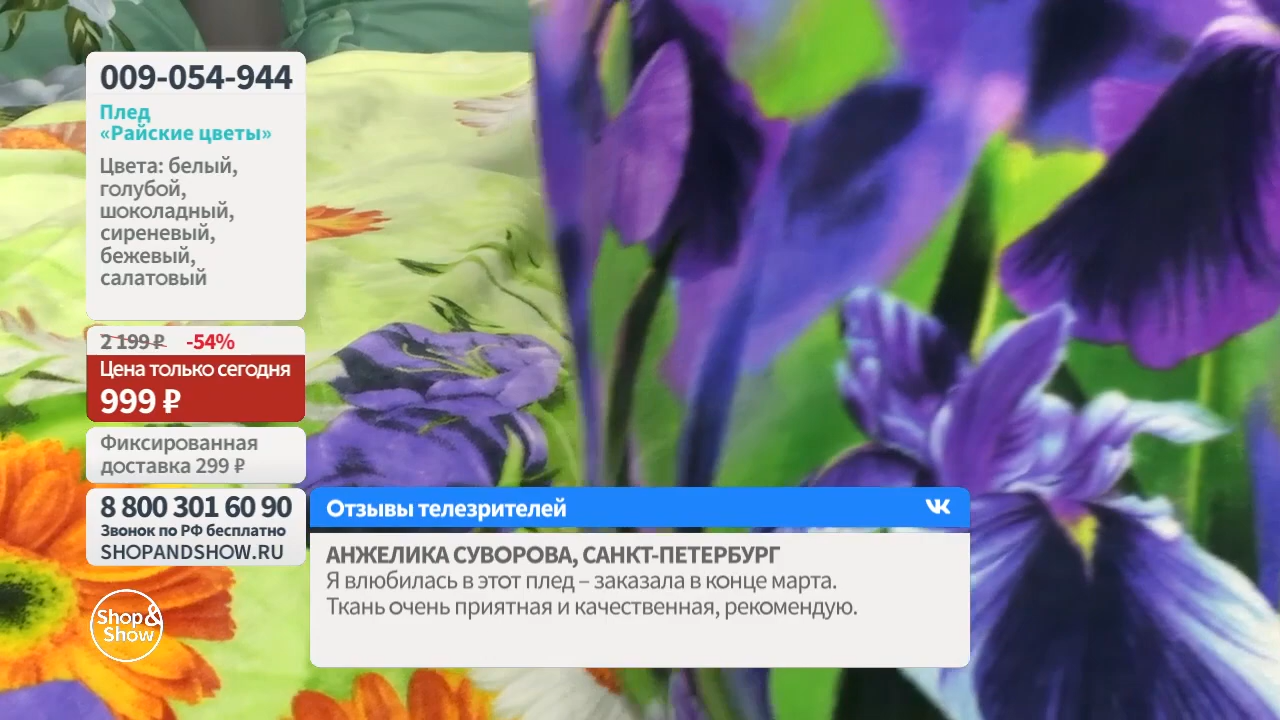 009-054-944
Плед
«Райские цветы»
Цвета: белый,
голубой,
шоколадный,
сиреневый,
бежевый,
салатовый
2 199 ₽ -54%
Цена только сегодня
999 ₽
Фиксированная
доставка 299 ₽
8 800 301 60 90
Звонок по РФ бесплатно
SHOPANDSHOW.RU
Shop&
Show
Отзывы телезрителей
АНЖЕЛИКА СУВОРОВА, САНКТ-ПЕТЕРБУРГ
Я влюбилась в этот плед – заказала в конце марта.
Ткань очень приятная и качественная, рекомендую.